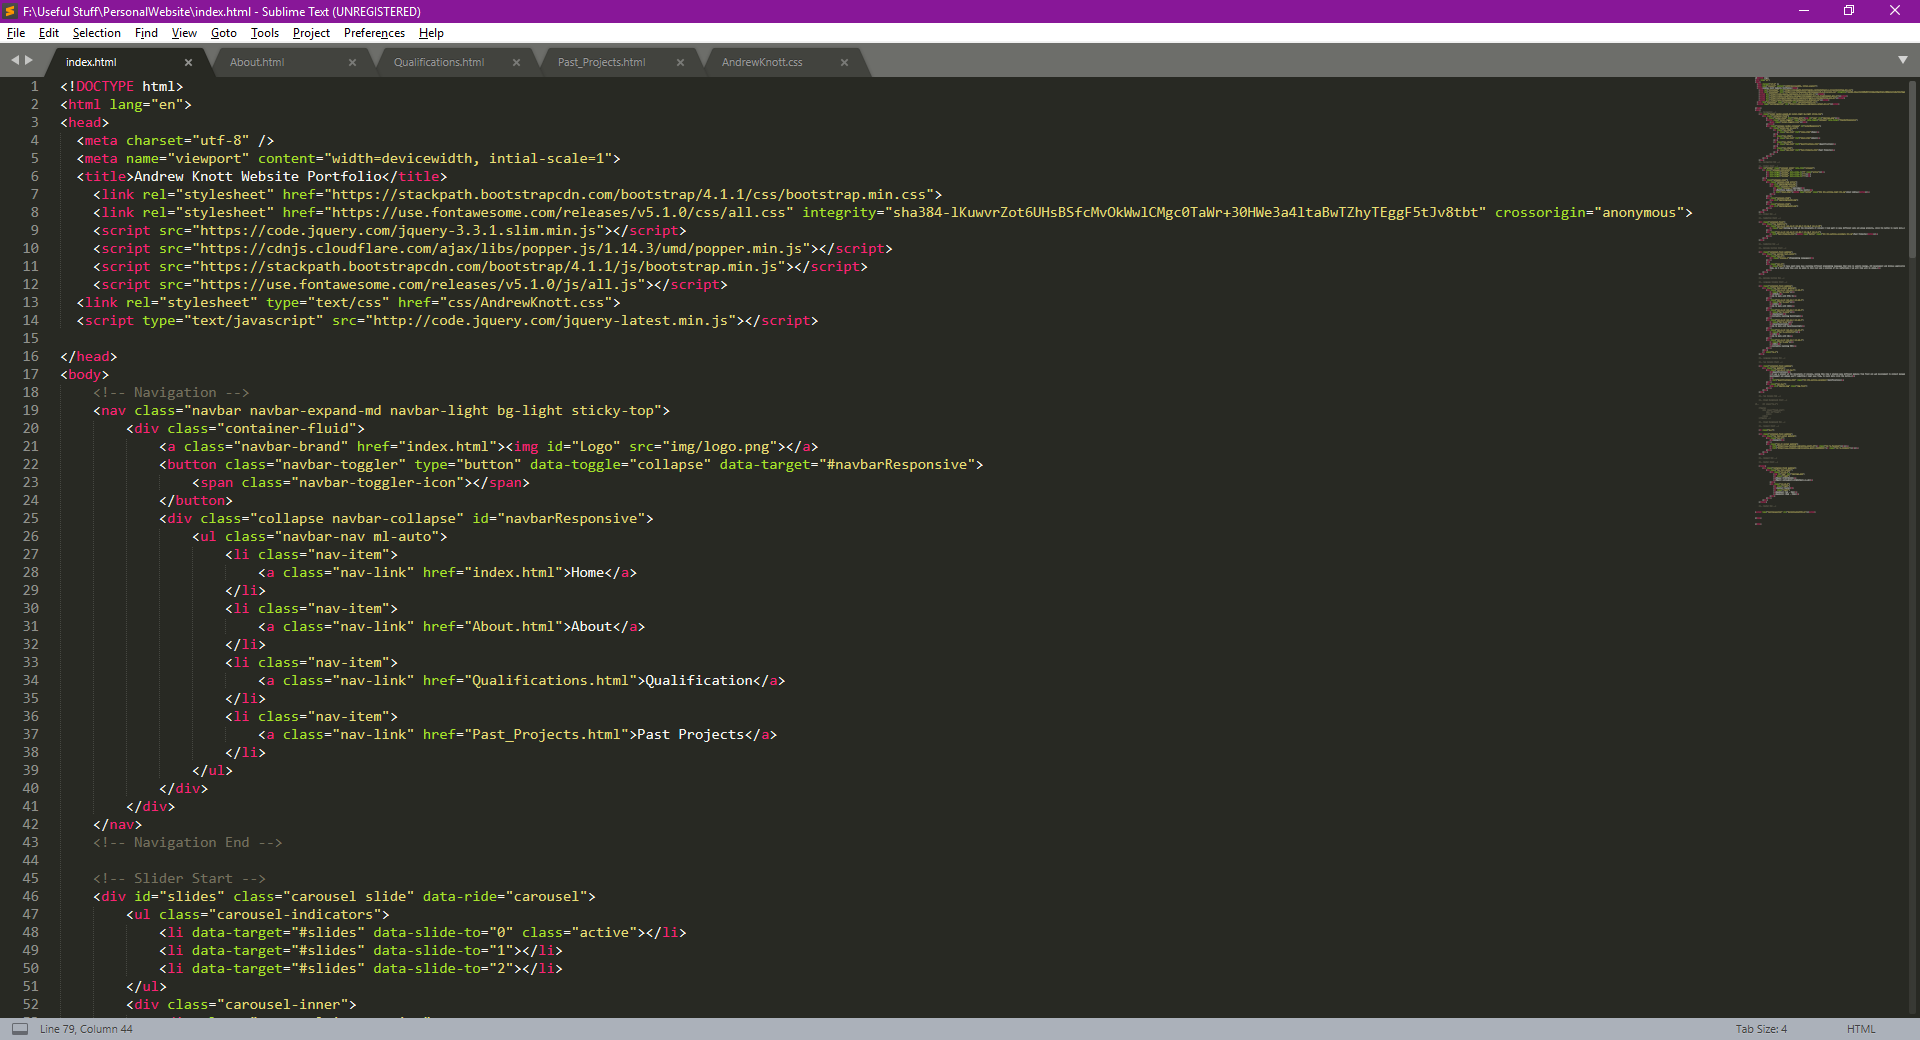 F:\Useful Stuff\PersonalWebsite\index.html - Sublime Text (UNREGISTERED)
File Edit Selection Find View Goto Tools Project Preferences Help
index.html × About.html × Qualifications.html × Past_Projects.html × AndrewKnott.css ×
1 <!DOCTYPE html>
2 <html lang="en">
3 <head>
4 <meta charset="utf-8" />
5 <meta name="viewport" content="width=devicewidth, intial-scale=1">
6 <title>Andrew Knott Website Portfolio</title>
7 <link rel="stylesheet" href="https://stackpath.bootstrapcdn.com/bootstrap/4.1.1/css/bootstrap.min.css">
8 <link rel="stylesheet" href="https://use.fontawesome.com/releases/v5.1.0/css/all.css" integrity="sha384-lKuwvrZot6UHsBSfcMvOkWwlCMgc0TaWr+30HWe3a4ltaBwTZhyTEggF5tJv8tbt" crossorigin="anonymous">
9 <script src="https://code.jquery.com/jquery-3.3.1.slim.min.js"></script>
10 <script src="https://cdnjs.cloudflare.com/ajax/libs/popper.js/1.14.3/umd/popper.min.js"></script>
11 <script src="https://stackpath.bootstrapcdn.com/bootstrap/4.1.1/js/bootstrap.min.js"></script>
12 <script src="https://use.fontawesome.com/releases/v5.1.0/js/all.js"></script>
13 <link rel="stylesheet" type="text/css" href="css/AndrewKnott.css">
14 <script type="text/javascript" src="http://code.jquery.com/jquery-latest.min.js"></script>
15
16 </head>
17 <body>
18 <!-- Navigation -->
19 <nav class="navbar navbar-expand-md navbar-light bg-light sticky-top">
20 <div class="container-fluid">
21 <a class="navbar-brand" href="index.html"><img id="Logo" src="img/logo.png"></a>
22 <button class="navbar-toggler" type="button" data-toggle="collapse" data-target="#navbarResponsive">
23 <span class="navbar-toggler-icon"></span>
24 </button>
25 <div class="collapse navbar-collapse" id="navbarResponsive">
26 <ul class="navbar-nav ml-auto">
27 <li class="nav-item">
28 <a class="nav-link" href="index.html">Home</a>
29 </li>
30 <li class="nav-item">
31 <a class="nav-link" href="About.html">About</a>
32 </li>
33 <li class="nav-item">
34 <a class="nav-link" href="Qualifications.html">Qualification</a>
35 </li>
36 <li class="nav-item">
37 <a class="nav-link" href="Past_Projects.html">Past Projects</a>
38 </li>
39 </ul>
40 </div>
41 </div>
42 </nav>
43 <!-- Navigation End -->
44
45 <!-- Slider Start -->
46 <div id="slides" class="carousel slide" data-ride="carousel">
47 <ul class="carousel-indicators">
48 <li data-target="#slides" data-slide-to="0" class="active"></li>
49 <li data-target="#slides" data-slide-to="1"></li>
50 <li data-target="#slides" data-slide-to="2"></li>
51 </ul>
52 <div class="carousel-inner">
Line 79, Column 44 Tab Size: 4 HTML